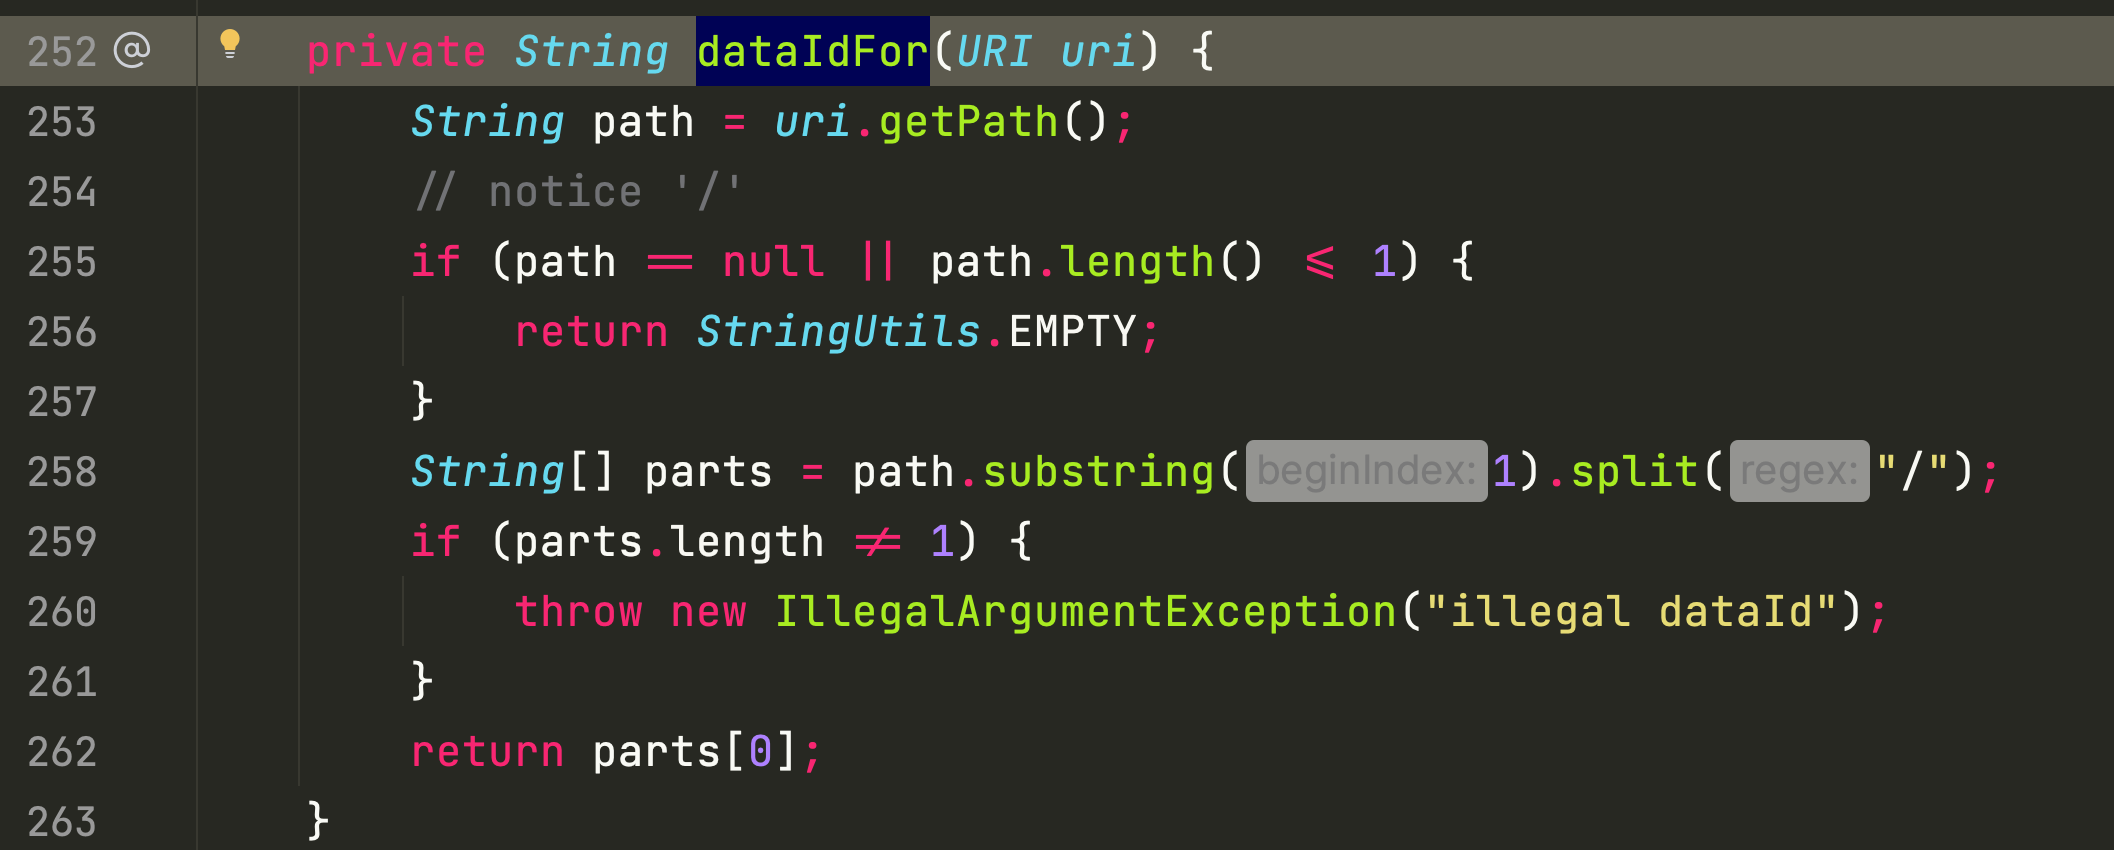 252 @ private String dataIdFor(URI uri) {
253 String path = uri.getPath();
254 // notice '/'
255 if (path == null || path.length() <= 1) {
256 return StringUtils.EMPTY;
257 }
258 String[] parts = path.substring( beginIndex: 1).split( regex: "/");
259 if (parts.length != 1) {
260 throw new IllegalArgumentException("illegal dataId");
261 }
262 return parts[0];
263 }